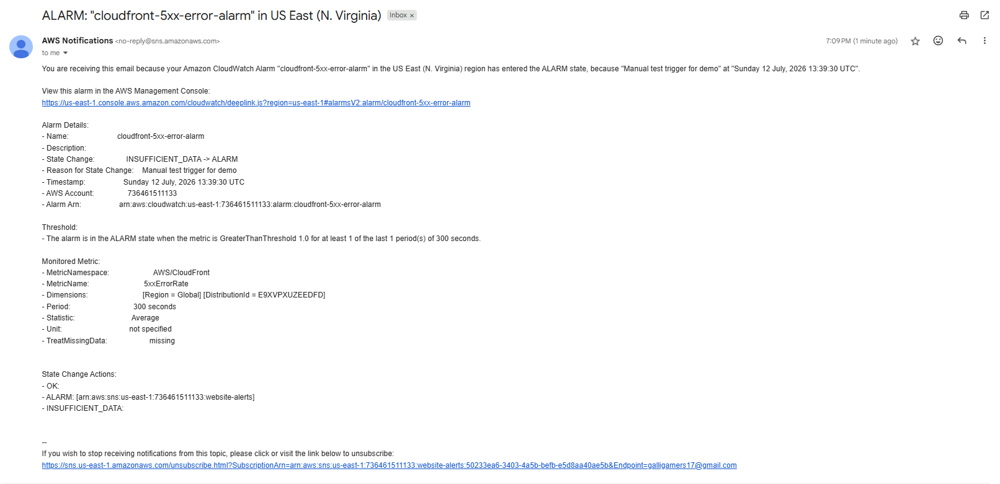 ALARM: "cloudfront-5xx-error-alarm" in US East (N. Virginia) Inbox ×
AWS Notifications <no-reply@sns.amazonaws.com> 7:09 PM (1 minute ago)
to me
You are receiving this email because your Amazon CloudWatch Alarm "cloudfront-5xx-error-alarm" in the US East (N. Virginia) region has entered the ALARM state, because "Manual test trigger for demo" at "Sunday 12 July, 2026 13:39:30 UTC".
View this alarm in the AWS Management Console:
https://us-east-1.console.aws.amazon.com/cloudwatch/deeplink.js?region=us-east-1#alarmsV2:alarm/cloudfront-5xx-error-alarm
Alarm Details:
- Name: cloudfront-5xx-error-alarm
- Description:
- State Change: INSUFFICIENT_DATA -> ALARM
- Reason for State Change: Manual test trigger for demo
- Timestamp: Sunday 12 July, 2026 13:39:30 UTC
- AWS Account: 736461511133
- Alarm Arn: arn:aws:cloudwatch:us-east-1:736461511133:alarm:cloudfront-5xx-error-alarm
Threshold:
- The alarm is in the ALARM state when the metric is GreaterThanThreshold 1.0 for at least 1 of the last 1 period(s) of 300 seconds.
Monitored Metric:
- MetricNamespace: AWS/CloudFront
- MetricName: 5xxErrorRate
- Dimensions: [Region = Global] [DistributionId = E9XVPXUZEEDFD]
- Period: 300 seconds
- Statistic: Average
- Unit: not specified
- TreatMissingData: missing
State Change Actions:
- OK:
- ALARM: [arn:aws:sns:us-east-1:736461511133:website-alerts]
- INSUFFICIENT_DATA:
--
If you wish to stop receiving notifications from this topic, please click or visit the link below to unsubscribe:
https://sns.us-east-1.amazonaws.com/unsubscribe.html?SubscriptionArn=arn:aws:sns:us-east-1:736461511133:website-alerts:50233ea6-3403-4a5b-befb-e5d8aa40ae5b&Endpoint=galligamers17@gmail.com